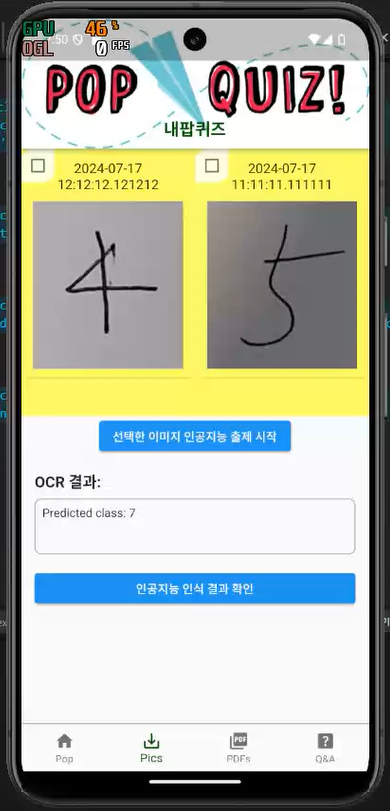 GPU 46 %
:50
OGL 0 FPS
POP QUIZ!
내팝퀴즈
2024-07-17
12:12:12.121212
2024-07-17
11:11:11.111111
4
5
선택한 이미지 인공지능 출제 시작
OCR 결과:
Predicted class: 7
인공지능 인식 결과 확인
PDF
?
Pop
Pics
PDFs
Q&A